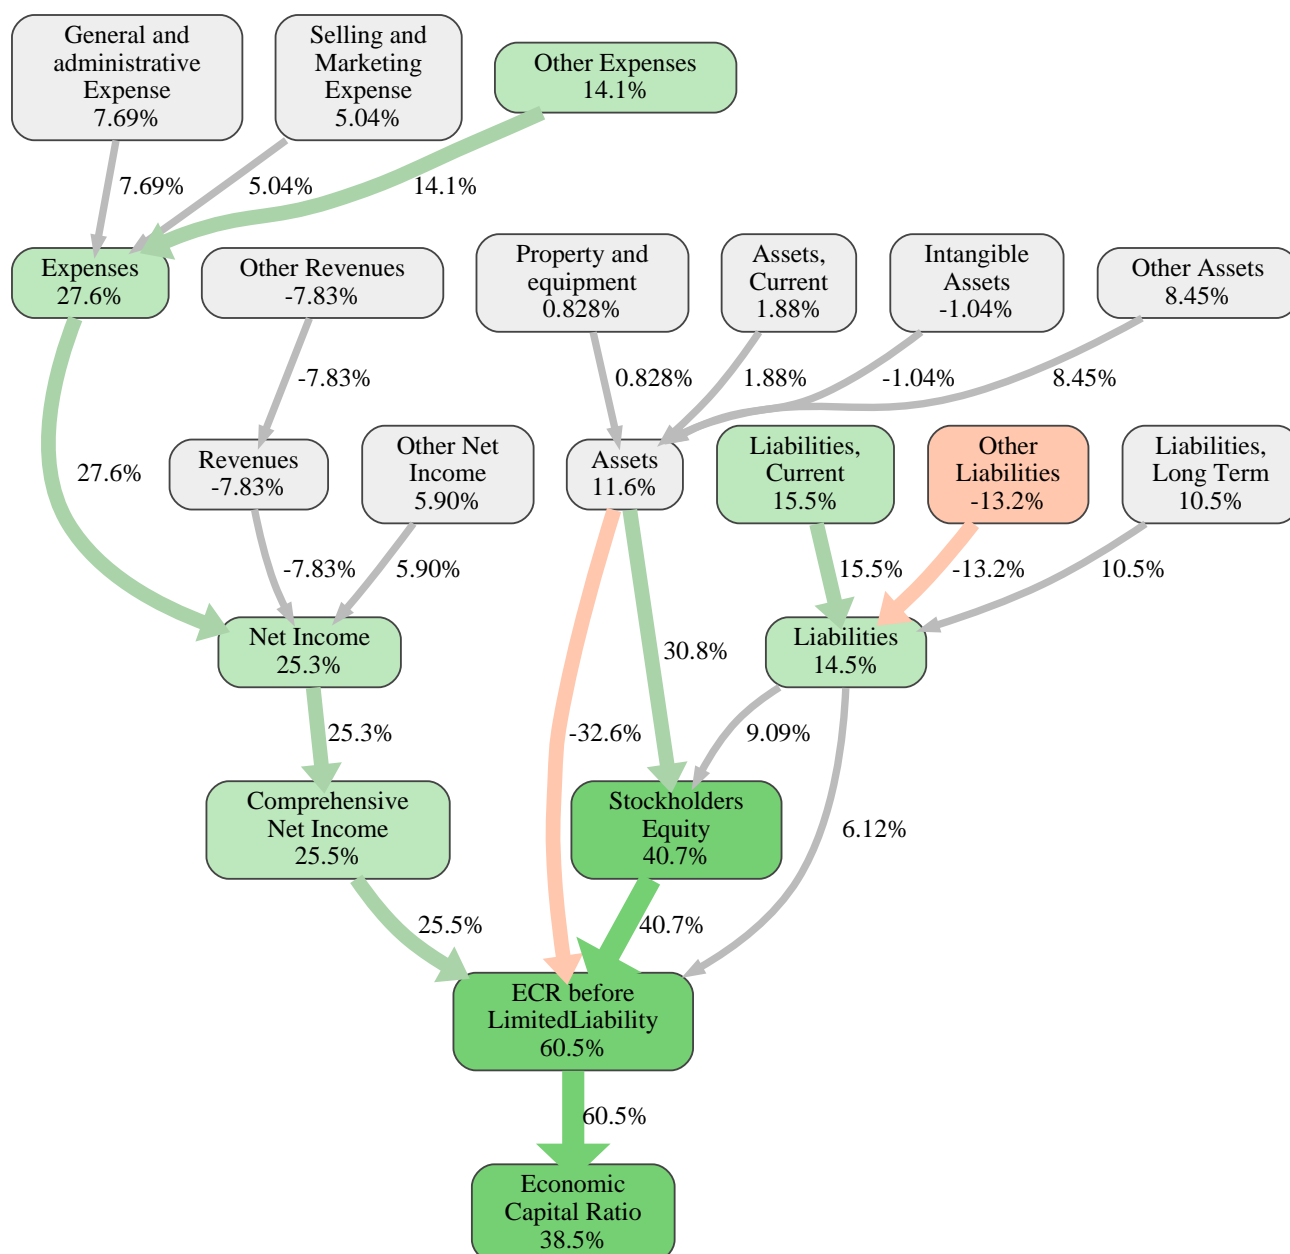 General and
administrative
Expense
7.69%
Selling and
Marketing
Expense
5.04%
Other Expenses
14.1%
7.69%
5.04%
14.1%
Expenses
27.6%
Other Revenues
-7.83%
Property and
equipment
0.828%
Assets,
Current
1.88%
Intangible
Assets
-1.04%
Other Assets
8.45%
-7.83%
0.828%
1.88%
-1.04%
8.45%
27.6%
Revenues
-7.83%
Other Net
Income
5.90%
Assets
11.6%
Liabilities,
Current
15.5%
Other
Liabilities
-13.2%
Liabilities,
Long Term
10.5%
-7.83%
5.90%
15.5%
-13.2%
10.5%
Net Income
25.3%
30.8%
Liabilities
14.5%
25.3%
-32.6%
9.09%
Comprehensive
Net Income
25.5%
Stockholders
Equity
40.7%
6.12%
25.5%
40.7%
ECR before
LimitedLiability
60.5%
60.5%
Economic
Capital Ratio
38.5%